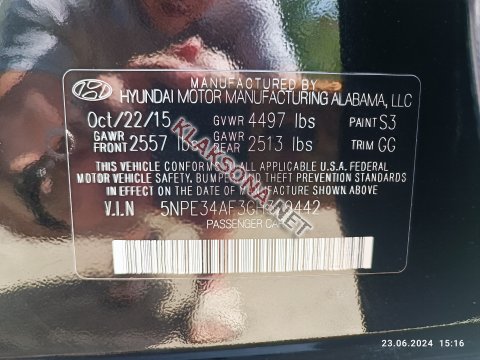 MANUFACTURED BY
HYUNDAI MOTOR MANUFACTURING ALABAMA, LLC
Oct/22/15 GVWR 4497 lbs PAINT S3
GAWR FRONT 2557 lbs GAWR REAR 2513 lbs TRIM GG
THIS VEHICLE CONFORMS TO ALL APPLICABLE U.S.A. FEDERAL
MOTOR VEHICLE SAFETY, BUMPER, AND THEFT PREVENTION STANDARDS
IN EFFECT ON THE DATE OF MANUFACTURE SHOWN ABOVE.
V.I.N
PASSENGER CAR
KLAKSONIA.COM
23.06.2024 15:16